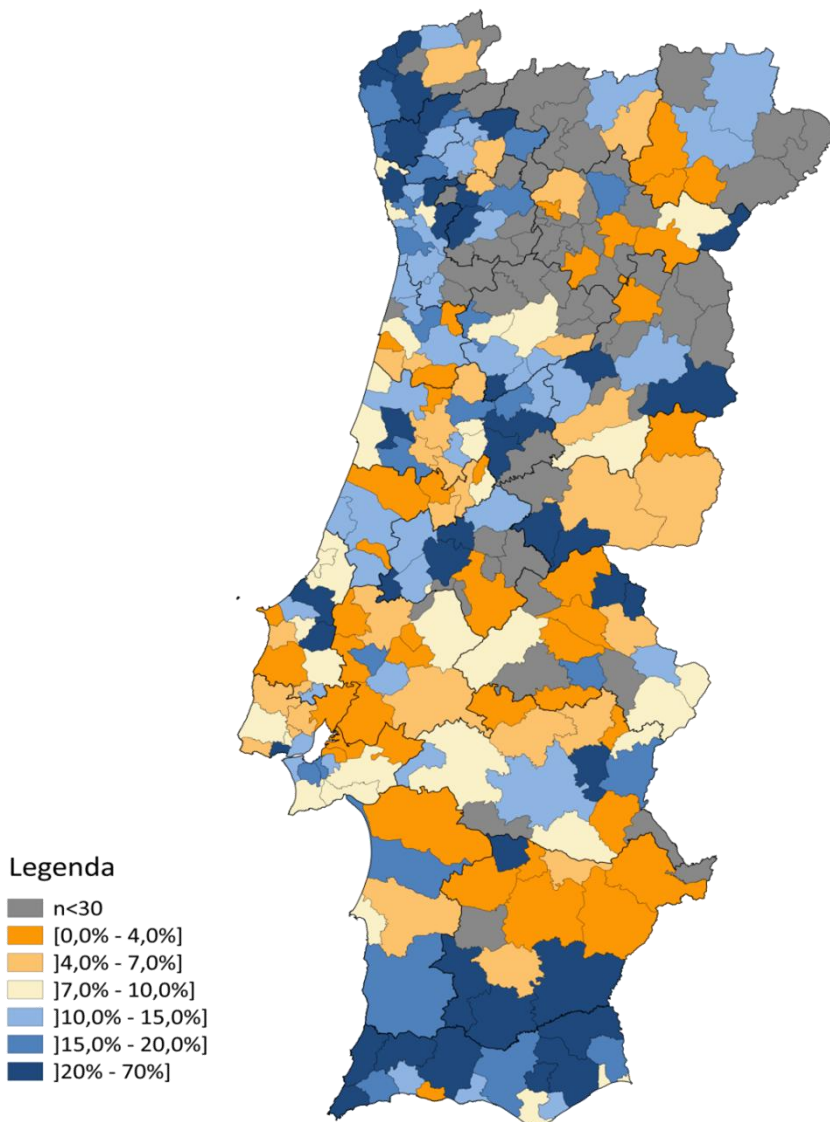 Legenda
n<30
[0,0% - 4,0%]
]4,0% - 7,0%]
]7,0% - 10,0%]
]10,0% - 15,0%]
]15,0% - 20,0%]
]20% - 70%]